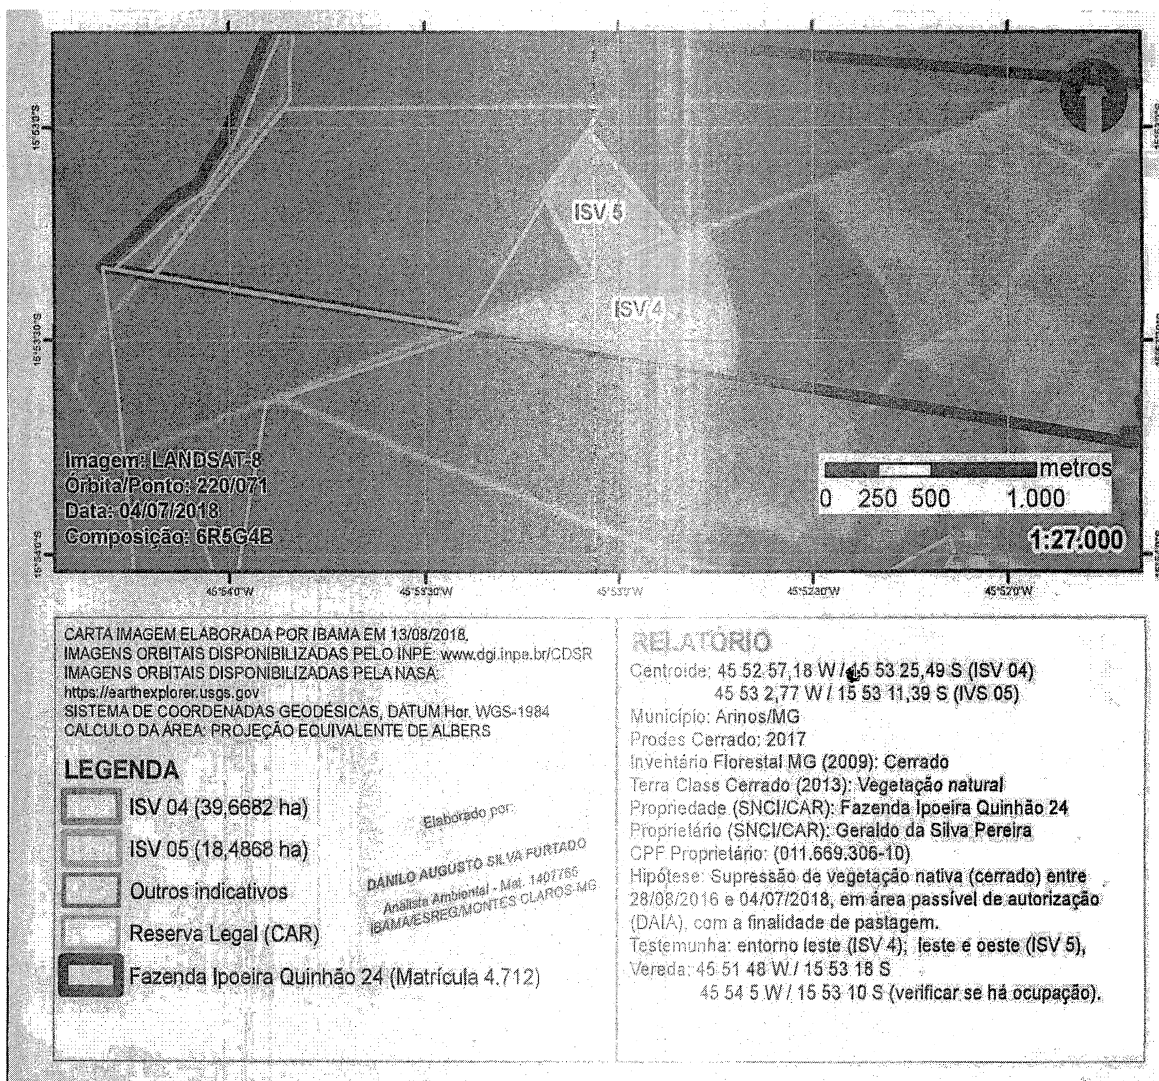 15°53'0"S
15°53'30"S
15°54'0"S
ISV 5
ISV 4
Imagem: LANDSAT-8
Órbita/Ponto: 220/071
Data: 04/07/2018
Composição: 6R5G4B
metros
0 250 500 1.000
1:27.000
45°54'0"W 45°53'30"W 45°53'0"W 45°52'30"W 45°52'0"W
CARTA IMAGEM ELABORADA POR IBAMA EM 13/08/2018,
IMAGENS ORBITAIS DISPONIBILIZADAS PELO INPE: www.dgi.inpe.br/CDSR
IMAGENS ORBITAIS DISPONIBILIZADAS PELA NASA:
https://earthexplorer.usgs.gov
SISTEMA DE COORDENADAS GEODÉSICAS, DATUM Hor. WGS-1984
CALCULO DA ÁREA: PROJEÇÃO EQUIVALENTE DE ALBERS
LEGENDA
ISV 04 (39,6682 ha)
ISV 05 (18,4868 ha)
Outros indicativos
Reserva Legal (CAR)
Fazenda Ipoeira Quinhão 24 (Matrícula 4.712)
Elaborado por:
DANILO AUGUSTO SILVA FURTADO
Analista Ambiental - Mat. 1407766
IBAMA/ESREG/MONTES CLAROS-MG
RELATÓRIO
Centroide: 45 52 57,18 W / 15 53 25,49 S (ISV 04)
45 53 2,77 W / 15 53 11,39 S (IVS 05)
Município: Arinos/MG
Prodes Cerrado: 2017
Inventário Florestal MG (2009): Cerrado
Terra Class Cerrado (2013): Vegetação natural
Propriedade (SNCI/CAR): Fazenda Ipoeira Quinhão 24
Proprietário (SNCI/CAR): Geraldo da Silva Pereira
CPF Proprietário: (011.669.306-10)
Hipótese: Supressão de vegetação nativa (cerrado) entre
28/08/2016 e 04/07/2018, em área passível de autorização
(DAIA), com a finalidade de pastagem.
Testemunha: entorno leste (ISV 4); leste e oeste (ISV 5),
Vereda: 45 51 48 W / 15 53 18 S
45 54 5 W / 15 53 10 S (verificar se há ocupação).